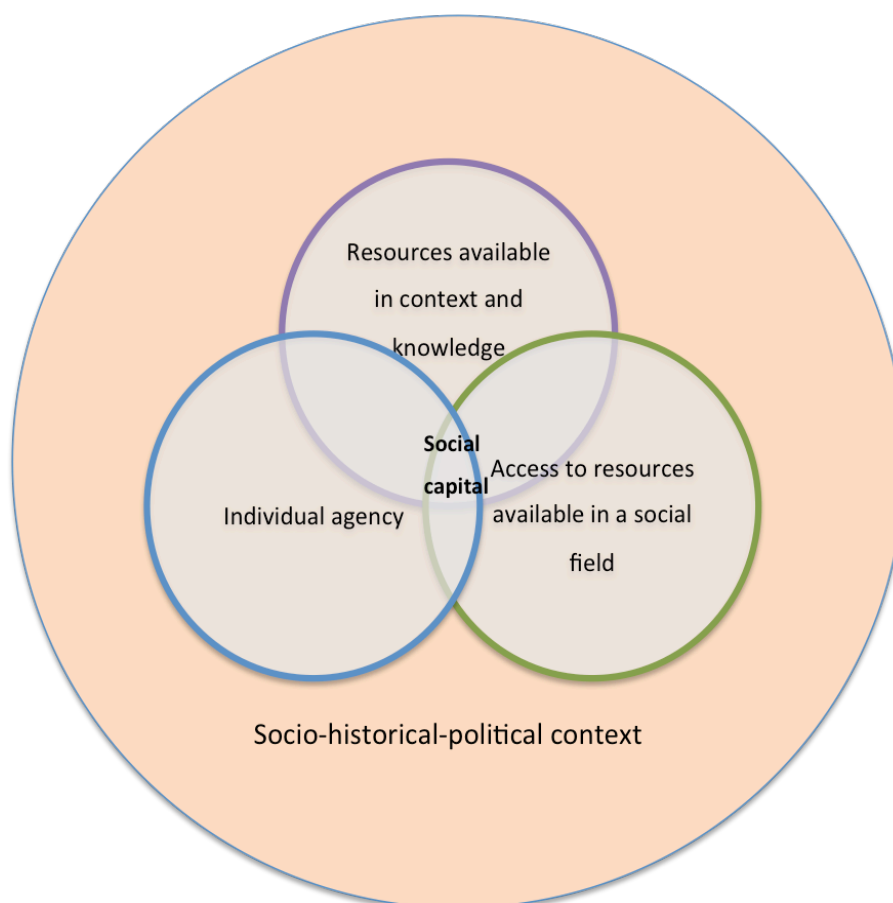 Resources available
in context and
knowledge
Social
capital
Individual agency
Access to resources
available in a social
field
Socio-historical-political context